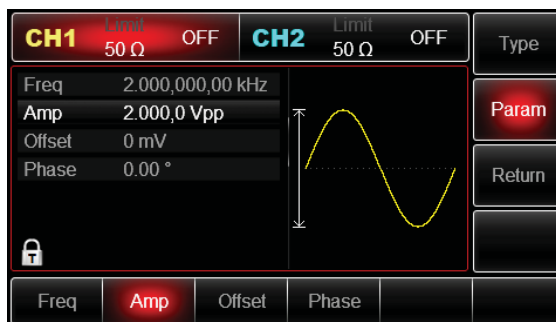 CH1 Limit 50 Ω OFF CH2 Limit 50 Ω OFF
Type
Freq 2.000,000,00 kHz
Amp 2.000,0 Vpp
Offset 0 mV
Phase 0.00 °
Param
Return
T
Freq Amp Offset Phase